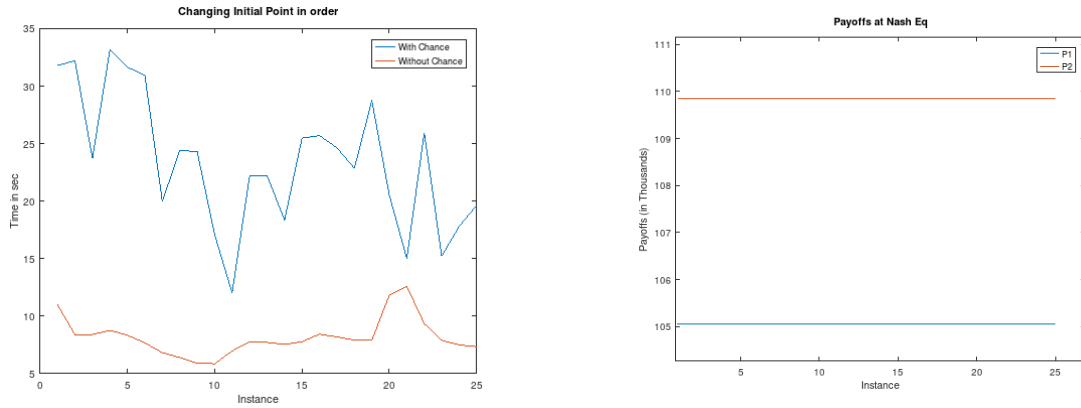 Changing Initial Point in order
35
30
25
20
15
10
5
0
5
10
15
20
25
Time in sec
Instance
With Chance
Without Chance
Payoffs at Nash Eq
111
110
109
108
107
106
105
5
10
15
20
25
Payoffs (in Thousands)
Instance
P1
P2